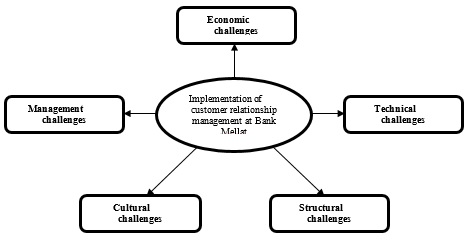 Economic
challenges
Implementation of
customer relationship
management at Bank
Mellat
Management
challenges
Technical
challenges
Cultural
challenges
Structural
challenges